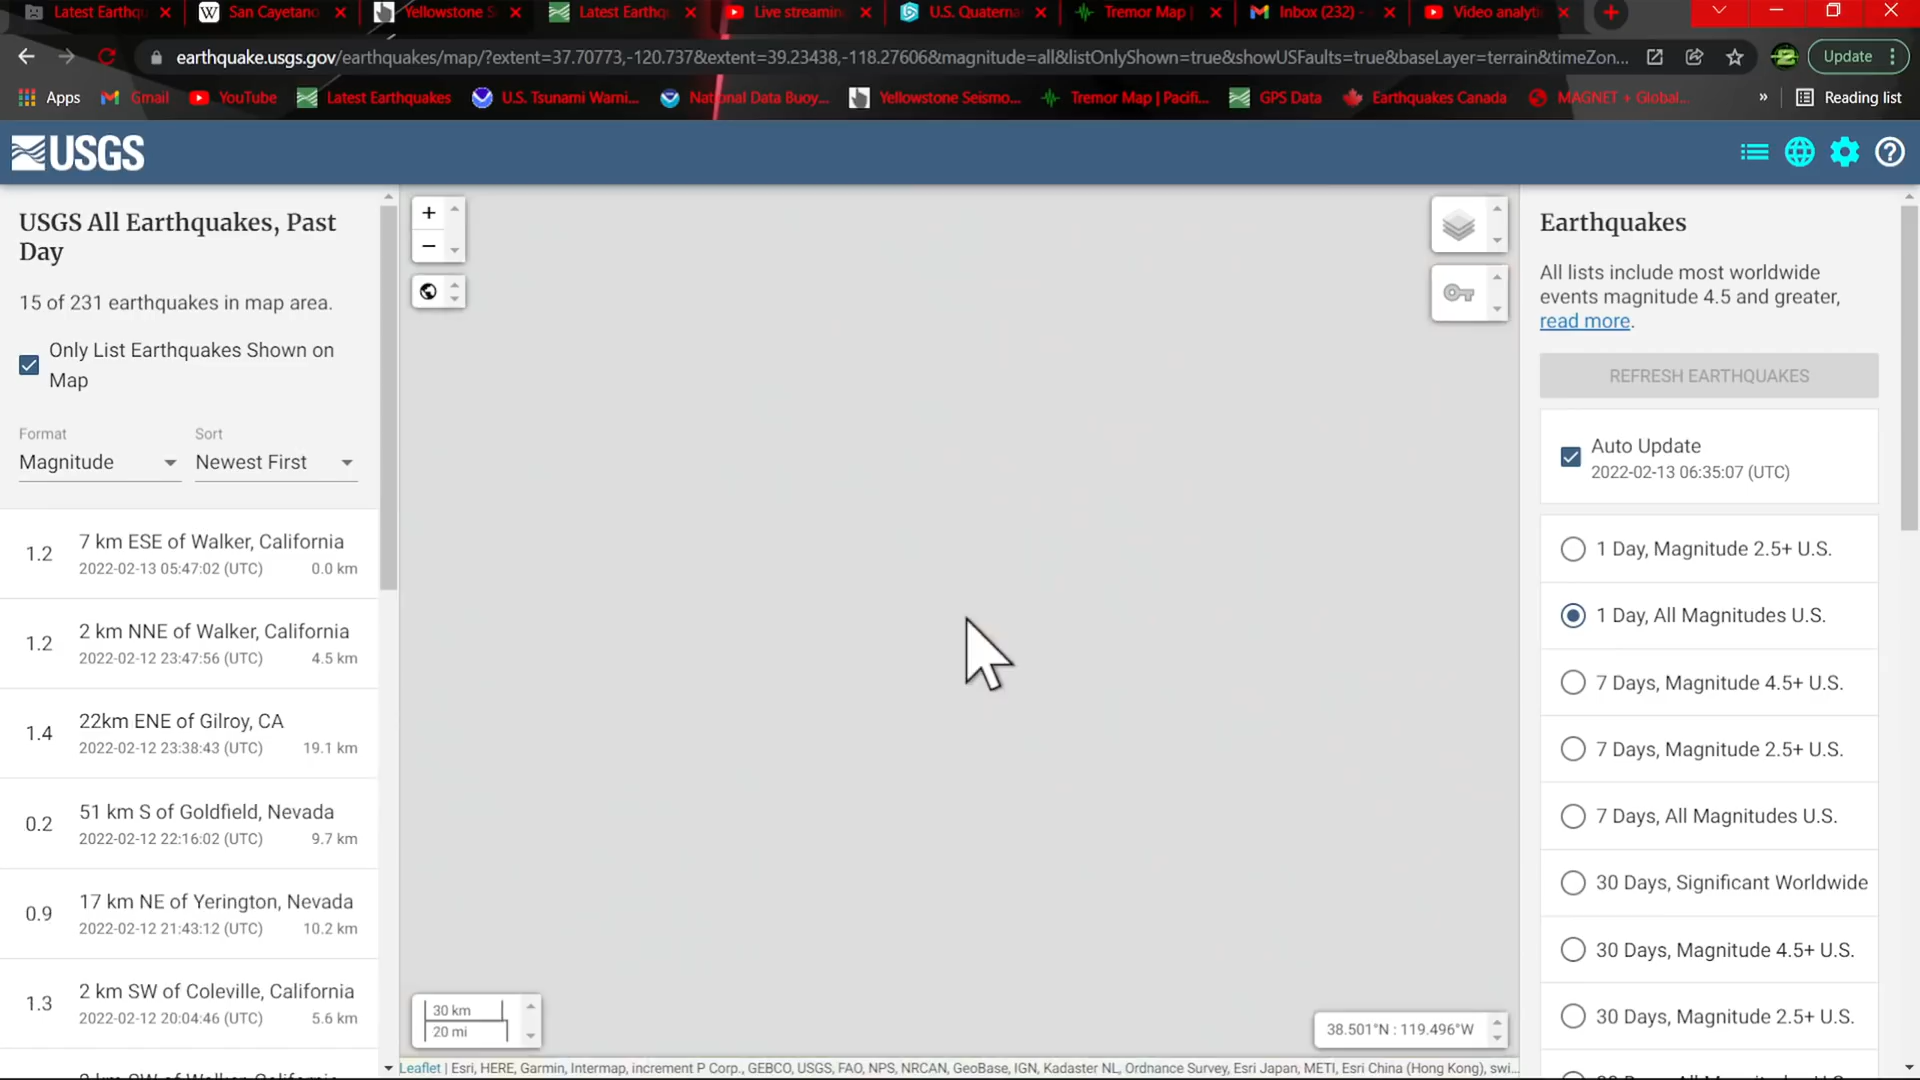 Latest Earthqu
San Cayetano
Yellowstone S
Latest Earthqu
Live streamin
U.S. Quaterna
Tremor Map |
Inbox (232) -
Video analyti
earthquake.usgs.gov/earthquakes/map/?extent=37.70773,-120.737&extent=39.23438,-118.27606&magnitude=all&listOnlyShown=true&showUSFaults=true&baseLayer=terrain&timeZon...
Update
Apps
Gmail
YouTube
Latest Earthquakes
U.S. Tsunami Warni...
National Data Buoy...
Yellowstone Seismo...
Tremor Map | Pacifi...
GPS Data
Earthquakes Canada
MAGNET + Global...
»
Reading list
USGS
USGS All Earthquakes, Past
Day
15 of 231 earthquakes in map area.
Only List Earthquakes Shown on
Map
Format
Sort
Magnitude
Newest First
1.2
7 km ESE of Walker, California
2022-02-13 05:47:02 (UTC) 0.0 km
1.2
2 km NNE of Walker, California
2022-02-12 23:47:56 (UTC) 4.5 km
1.4
22km ENE of Gilroy, CA
2022-02-12 23:38:43 (UTC) 19.1 km
0.2
51 km S of Goldfield, Nevada
2022-02-12 22:16:02 (UTC) 9.7 km
0.9
17 km NE of Yerington, Nevada
2022-02-12 21:43:12 (UTC) 10.2 km
1.3
2 km SW of Coleville, California
2022-02-12 20:04:46 (UTC) 5.6 km
+
−
30 km
20 mi
38.501°N : 119.496°W
Leaflet | Esri, HERE, Garmin, Intermap, increment P Corp., GEBCO, USGS, FAO, NPS, NRCAN, GeoBase, IGN, Kadaster NL, Ordnance Survey, Esri Japan, METI, Esri China (Hong Kong), swi...
Earthquakes
All lists include most worldwide
events magnitude 4.5 and greater,
read more.
REFRESH EARTHQUAKES
Auto Update
2022-02-13 06:35:07 (UTC)
1 Day, Magnitude 2.5+ U.S.
1 Day, All Magnitudes U.S.
7 Days, Magnitude 4.5+ U.S.
7 Days, Magnitude 2.5+ U.S.
7 Days, All Magnitudes U.S.
30 Days, Significant Worldwide
30 Days, Magnitude 4.5+ U.S.
30 Days, Magnitude 2.5+ U.S.